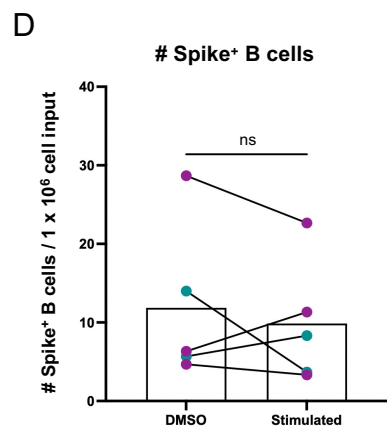 D
# Spike⁺ B cells
# Spike⁺ B cells / 1 x 10⁶ cell input
40
30
20
10
0
ns
DMSO
Stimulated